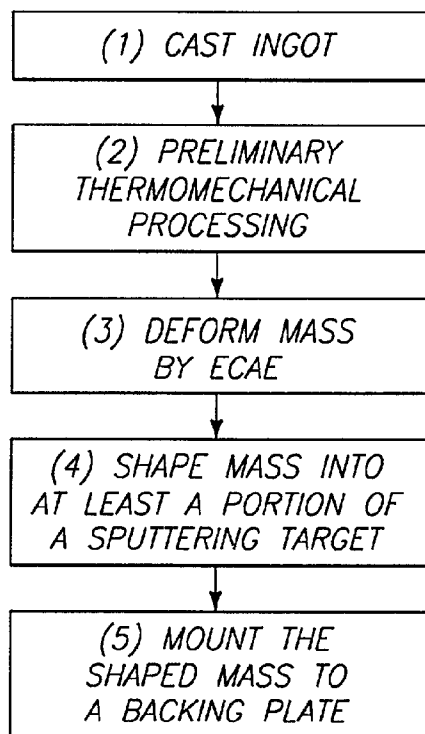 (1) CAST INGOT
(2) PRELIMINARY
THERMOMECHANICAL
PROCESSING
(3) DEFORM MASS
BY ECAE
(4) SHAPE MASS INTO
AT LEAST A PORTION OF
A SPUTTERING TARGET
(5) MOUNT THE
SHAPED MASS TO
A BACKING PLATE